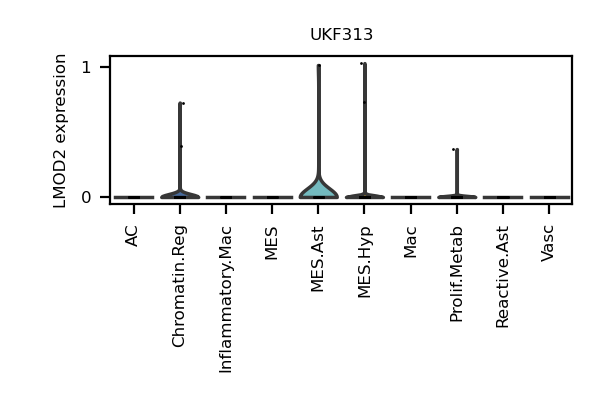 UKF313
LMOD2 expression
1
0
AC
Chromatin.Reg
Inflammatory.Mac
MES
MES.Ast
MES.Hyp
Mac
Prolif.Metab
Reactive.Ast
Vasc